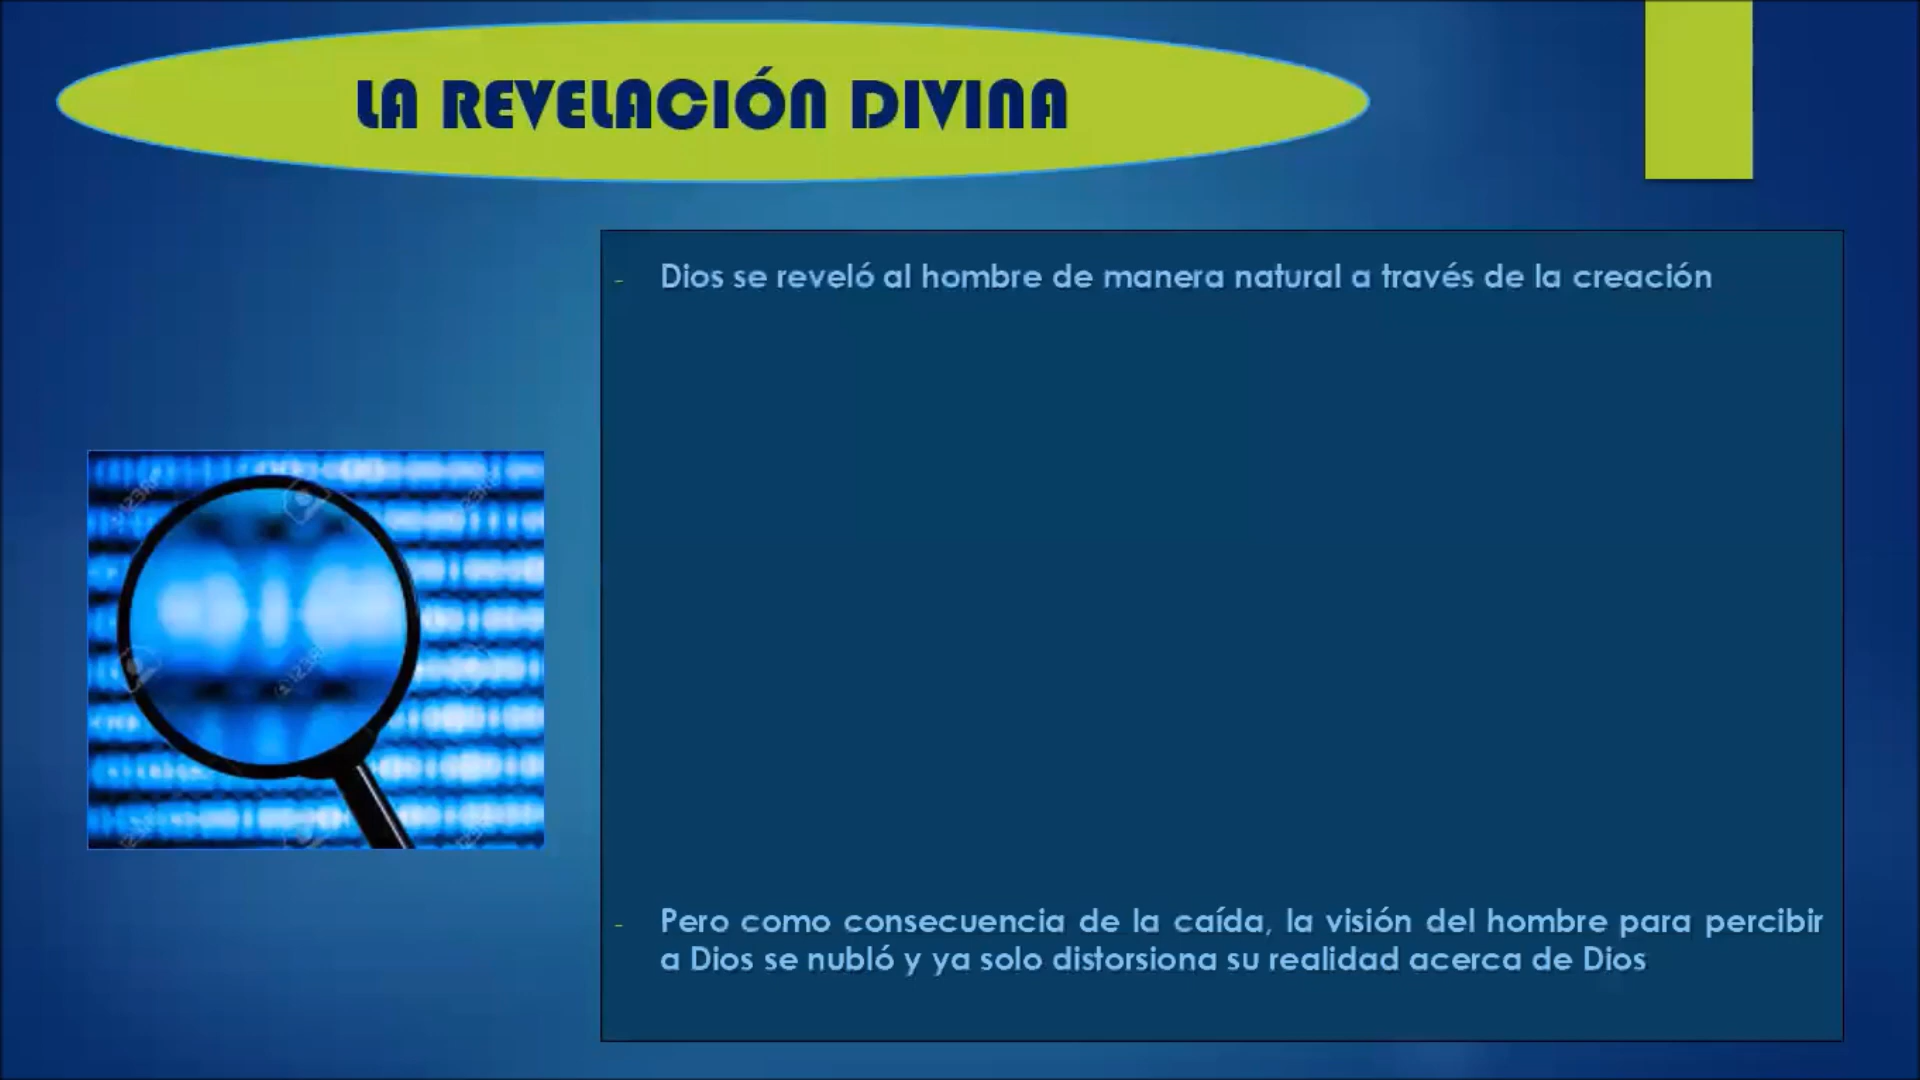 LA REVELACIÓN DIVINA
- Dios se reveló al hombre de manera natural a través de la creación
- Pero como consecuencia de la caída, la visión del hombre para percibir
a Dios se nubló y ya solo distorsiona su realidad acerca de Dios